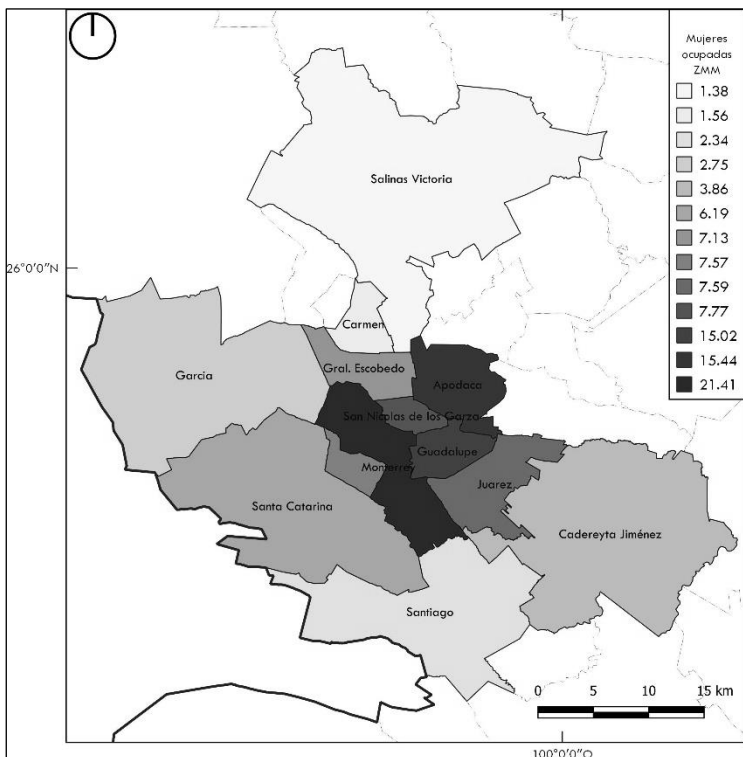 Mujeres
ocupadas
ZMM
1.38
1.56
2.34
2.75
3.86
6.19
7.13
7.57
7.59
7.77
15.02
15.44
21.41
Salinas Victoria
26°0'0"N
Carmen
Gral. Escobedo
Garcia
Apodaca
San Nicolas de los Garza
Guadalupe
Monterrey
Juarez
Santa Catarina
Cadereyta Jiménez
Santiago
0 5 10 15 km
100°0'0"O